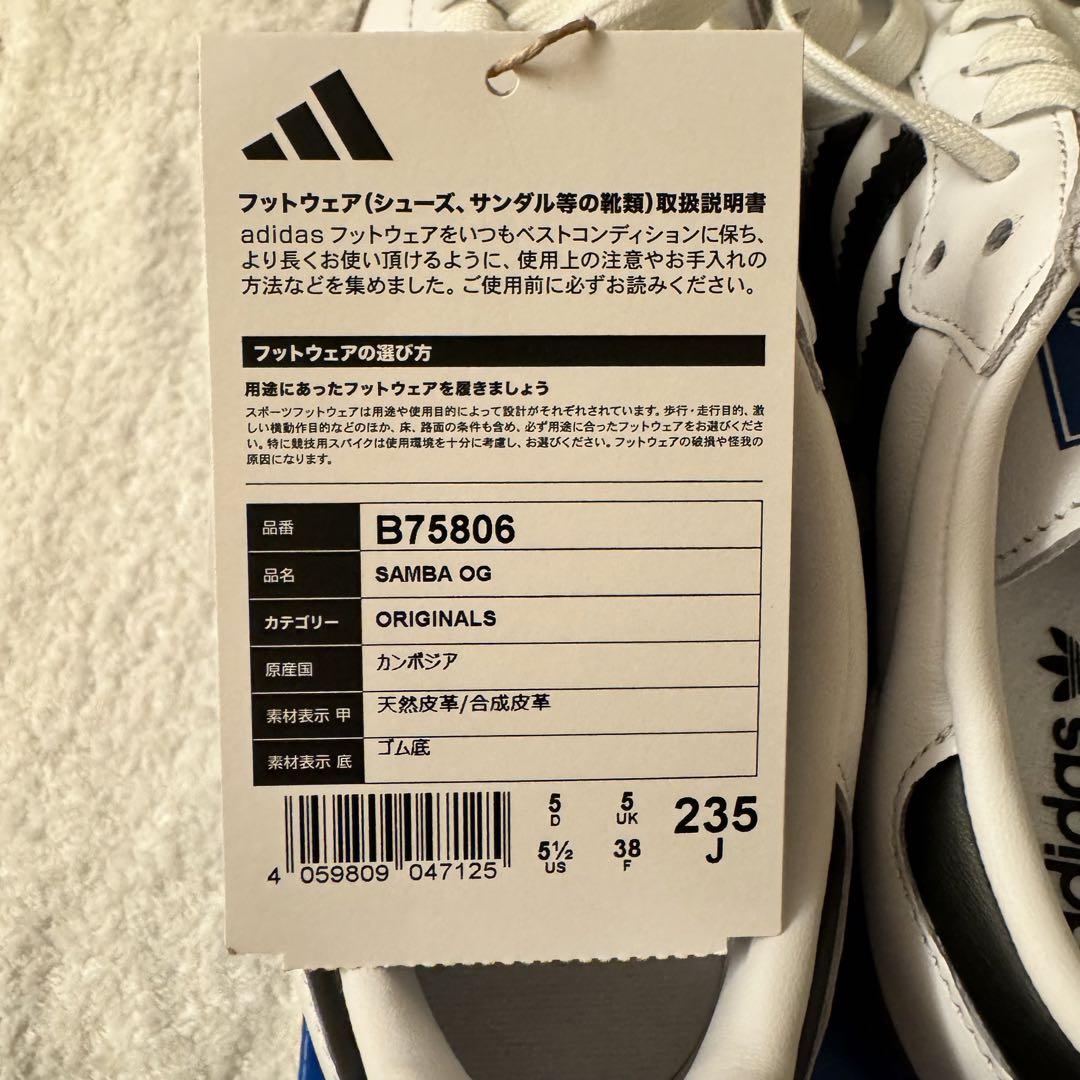 フットウェア(シューズ、サンダル等の靴類)取扱説明書
adidas フットウェアをいつもベストコンディションに保ち、
より長くお使い頂けるように、使用上の注意やお手入れの
方法などを集めました。ご使用前に必ずお読みください。
フットウェアの選び方
用途にあったフットウェアを履きましょう
スポーツフットウェアは用途や使用目的によって設計がそれぞれされています。歩行・走行目的、激
しい横動作目的などのほか、床、路面の条件も含め、必ず用途に合ったフットウェアをお選びくださ
い。特に競技用スパイクは使用環境を十分に考慮し、お選びください。フットウェアの破損や怪我の
原因になります。
品番 B75806
品名 SAMBA OG
カテゴリー ORIGINALS
原産国 カンボジア
素材表示 甲 天然皮革/合成皮革
素材表示 底 ゴム底
5 D 5 UK 235 J
5½ US 38 F
4 059809 047125
adidas